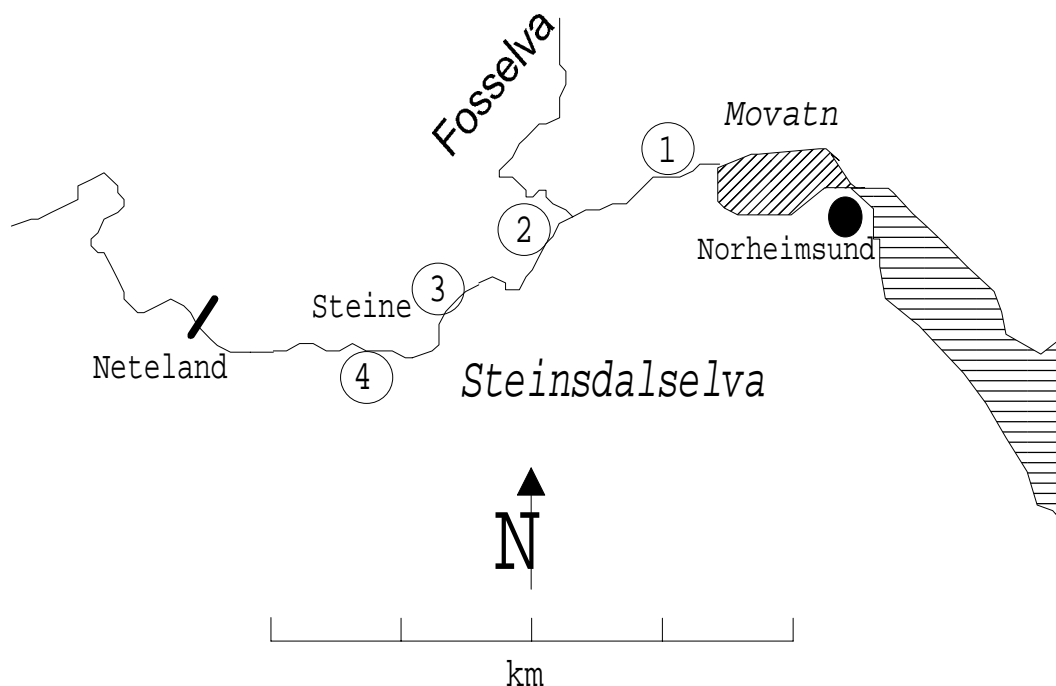 Fosselva
Movatn
1
2
Norheimsund
3
Steine
Neteland
4
Steinsdalselva
N
km